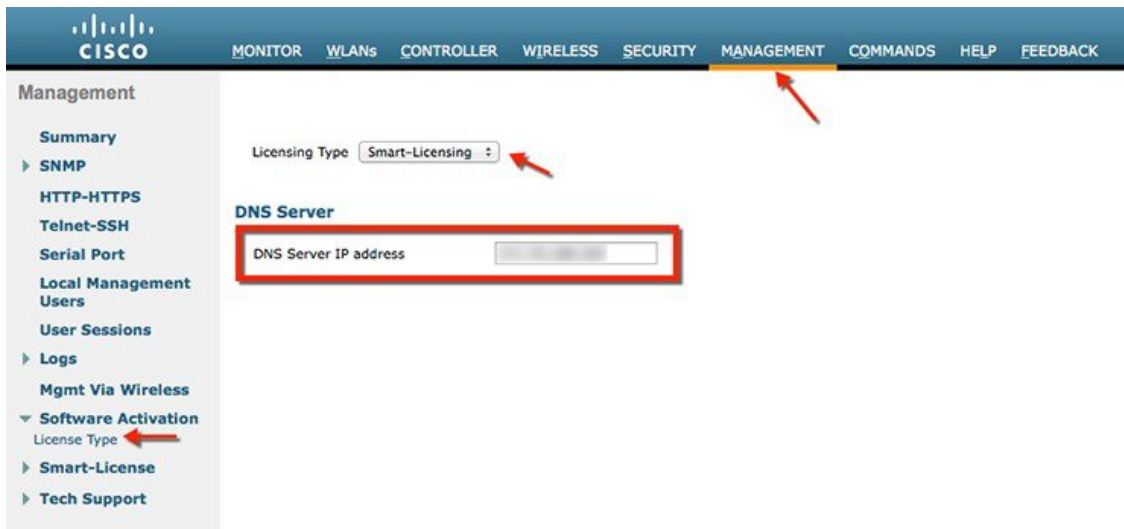 CISCO
MONITOR WLANs CONTROLLER WIRELESS SECURITY MANAGEMENT COMMANDS HELP FEEDBACK
Management
Summary
SNMP
HTTP-HTTPS
Telnet-SSH
Serial Port
Local Management
Users
User Sessions
Logs
Mgmt Via Wireless
Software Activation
License Type
Smart-License
Tech Support
Licensing Type Smart-Licensing
DNS Server
DNS Server IP address